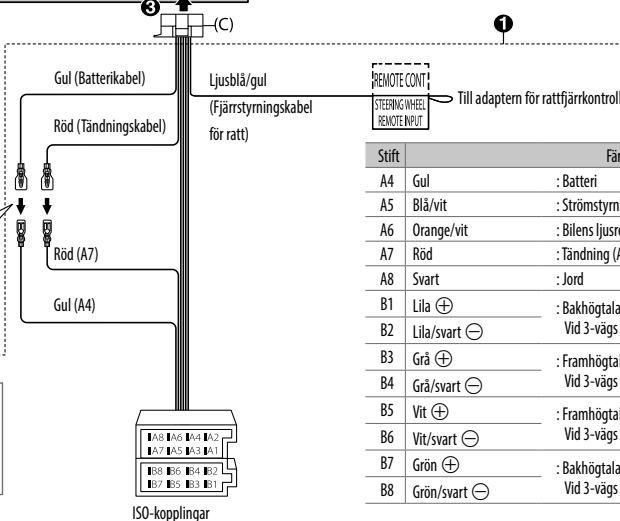 3
(C)
1
Gul (Batterikabel)
Ljusblå/gul
(Fjärrstyrningskabel
för ratt)
Röd (Tändningskabel)
REMOTE CONT
STEERING WHEEL
REMOTE INPUT
Till adaptern för rattfjärrkontroll
Röd (A7)
Gul (A4)
Stift
A4 Gul : Batteri
A5 Blå/vit
A6 Orange/vit : Bilens
A7 Röd : Tändning
A8 Svart : Jord
B1 Lila ⊕
B2 Lila/svart ⊖ Vid 3-vägs
B3 Grå ⊕
B4 Grå/svart ⊖ Vid 3-vägs
B5 Vit ⊕
B6 Vit/svart ⊖ Vid 3-vägs
B7 Grön ⊕
B8 Grön/svart ⊖ Vid 3-vägs
A8 A6 A4 A2
A7 A5 A3 A1
B8 B6 B4 B2
B7 B5 B3 B1
ISO-kopplingar